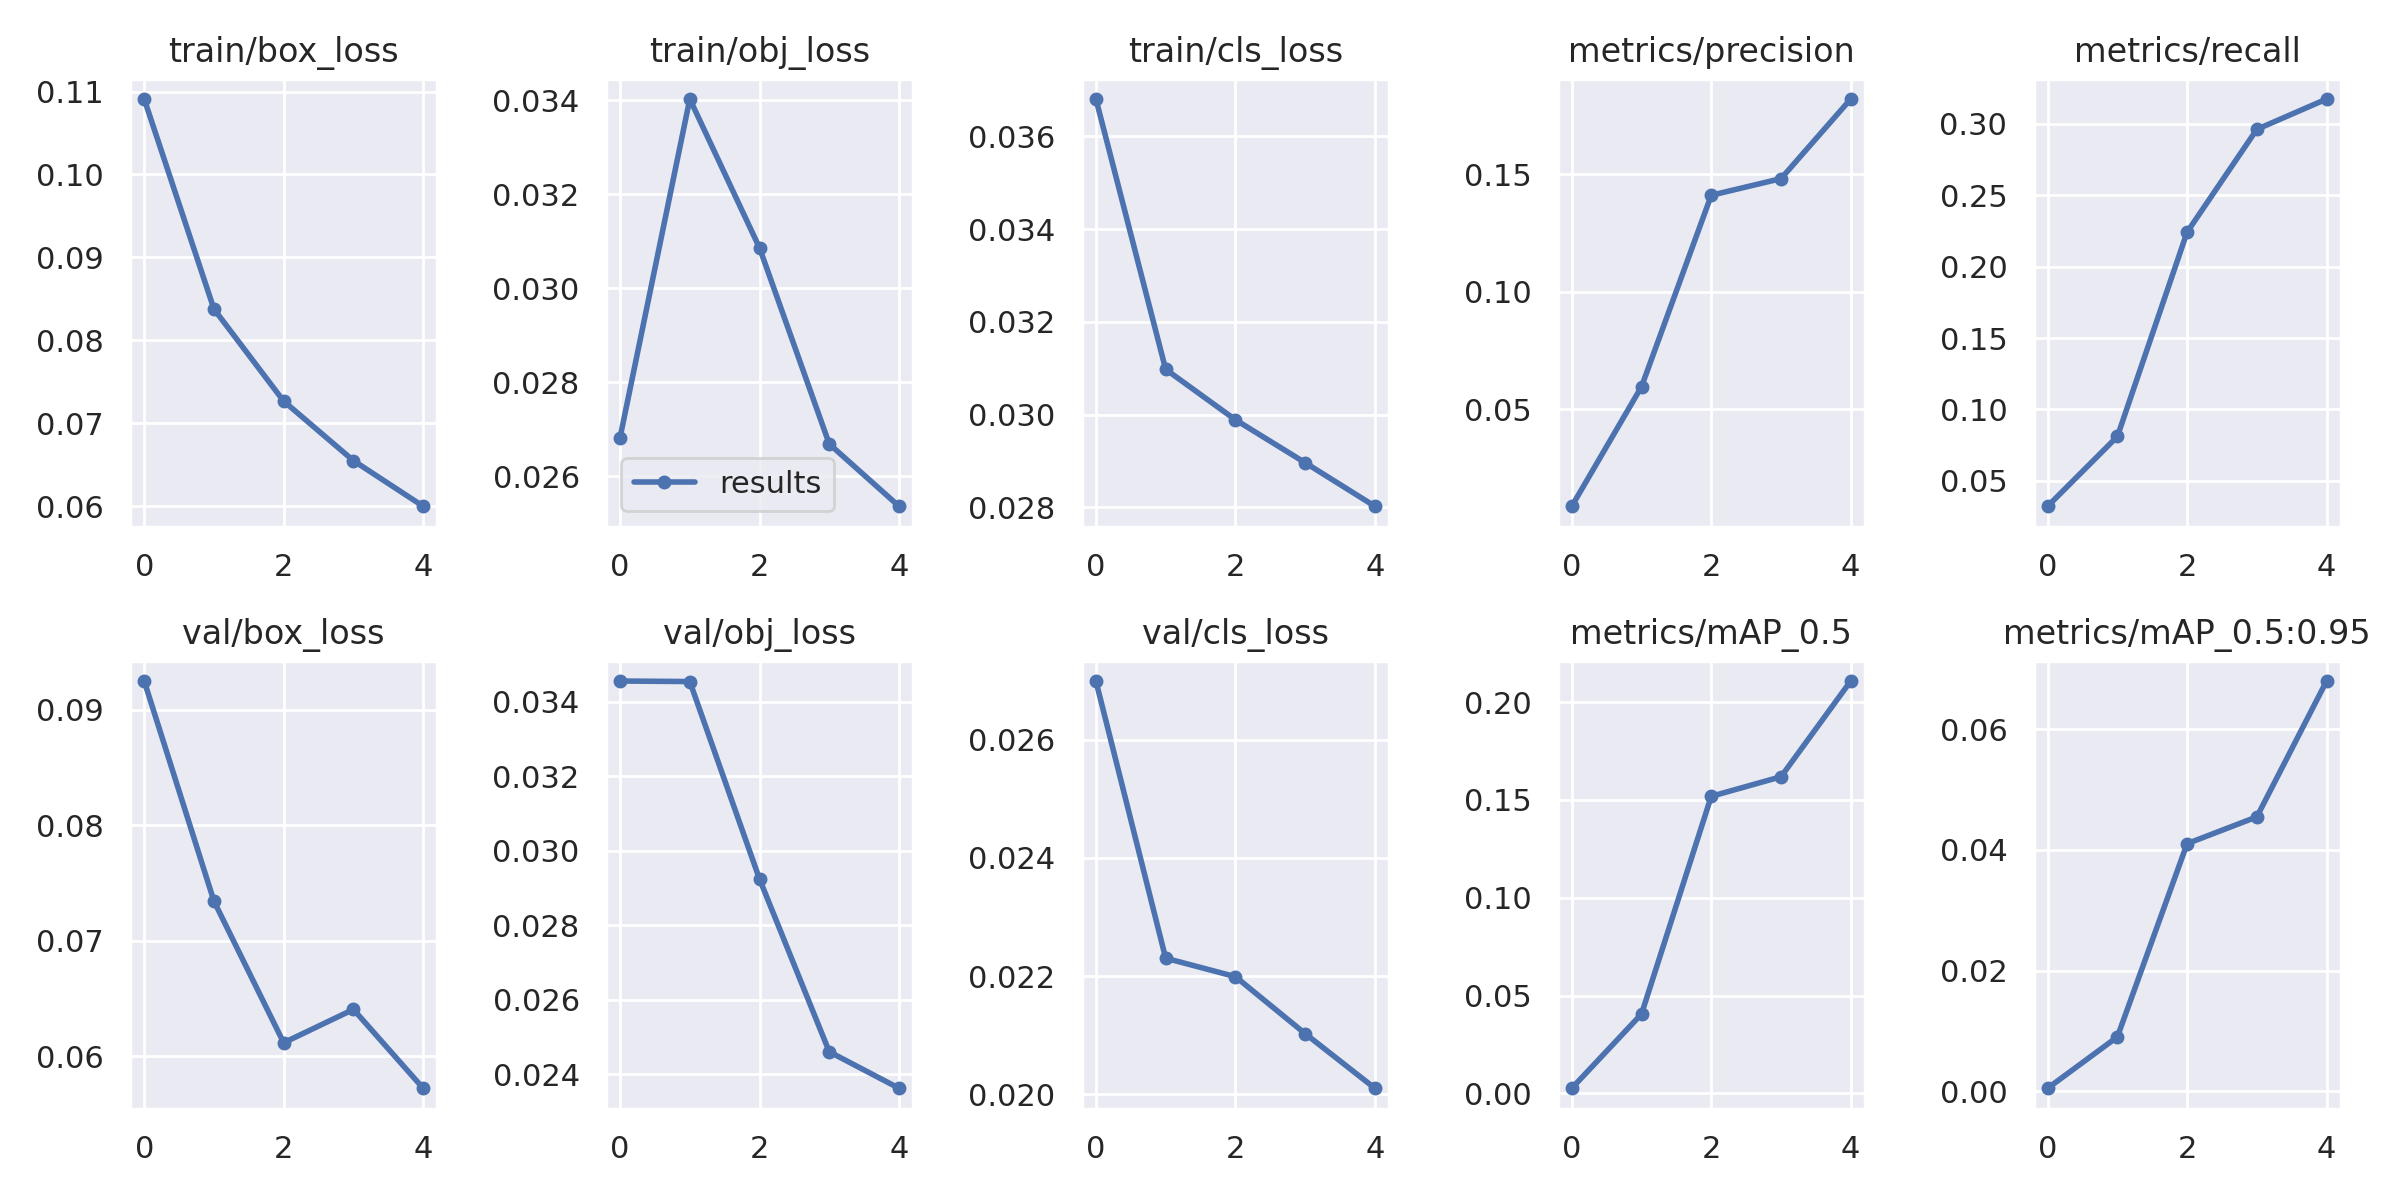 train/box_loss
0.11
0.10
0.09
0.08
0.07
0.06
0 2 4
train/obj_loss
0.034
0.032
0.030
0.028
0.026
results
0 2 4
train/cls_loss
0.036
0.034
0.032
0.030
0.028
0 2 4
metrics/precision
0.15
0.10
0.05
0 2 4
metrics/recall
0.30
0.25
0.20
0.15
0.10
0.05
0 2 4
val/box_loss
0.09
0.08
0.07
0.06
0 2 4
val/obj_loss
0.034
0.032
0.030
0.028
0.026
0.024
0 2 4
val/cls_loss
0.026
0.024
0.022
0.020
0 2 4
metrics/mAP_0.5
0.20
0.15
0.10
0.05
0.00
0 2 4
metrics/mAP_0.5:0.95
0.06
0.04
0.02
0.00
0 2 4